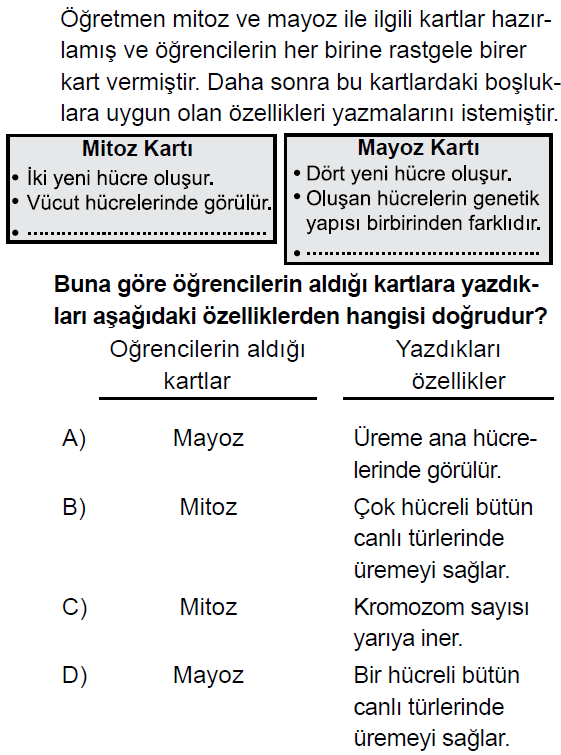 Öğretmen mitoz ve mayoz ile ilgili kartlar hazır-
lamış ve öğrencilerin her birine rastgele birer
kart vermiştir. Daha sonra bu kartlardaki boşluk-
lara uygun olan özellikleri yazmalarını istemiştir.
Mitoz Kartı
• İki yeni hücre oluşur.
• Vücut hücrelerinde görülür.
• ........................................
Mayoz Kartı
• Dört yeni hücre oluşur.
• Oluşan hücrelerin genetik
yapısı birbirinden farklıdır.
• ........................................
Buna göre öğrencilerin aldığı kartlara yazdık-
ları aşağıdaki özelliklerden hangisi doğrudur?
Oğrencilerin aldığı
kartlar
Yazdıkları
özellikler
A) Mayoz Üreme ana hücre-
lerinde görülür.
B) Mitoz Çok hücreli bütün
canlı türlerinde
üremeyi sağlar.
C) Mitoz Kromozom sayısı
yarıya iner.
D) Mayoz Bir hücreli bütün
canlı türlerinde
üremeyi sağlar.